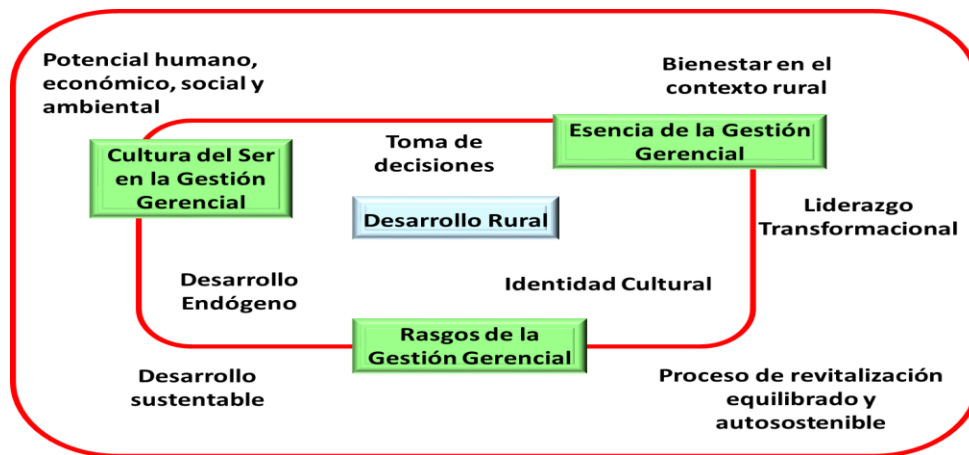 Potencial humano,
económico, social y
ambiental
Bienestar en el
contexto rural
Cultura del Ser
en la Gestión
Gerencial
Toma de
decisiones
Esencia de la Gestión
Gerencial
Desarrollo Rural
Liderazgo
Transformacional
Desarrollo
Endógeno
Identidad Cultural
Rasgos de la
Gestión Gerencial
Desarrollo
sustentable
Proceso de revitalización
equilibrado y
autosostenible